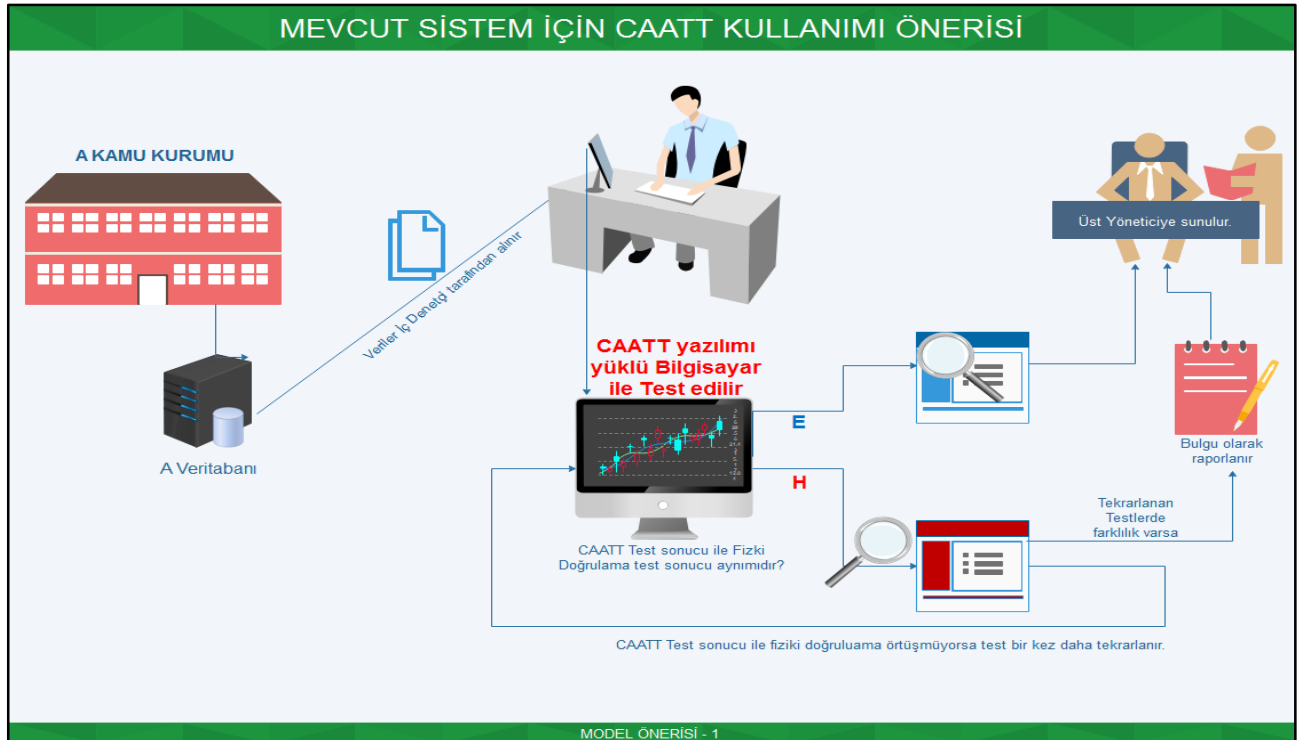 MEVCUT SİSTEM İÇİN CAATT KULLANIMI ÖNERİSİ
A KAMU KURUMU
Veriler İç Denetçi tarafından alınır
A Veritabanı
CAATT yazılımı
yüklü Bilgisayar
ile Test edilir
E
H
CAATT Test sonucu ile Fizki
Doğrulama test sonucu aynımıdır?
Üst Yöneticiye sunulur.
Bulgu olarak
raporlanır
Tekrarlanan
Testlerde
farklılık varsa
CAATT Test sonucu ile fiziki doğruluama örtüşmüyorsa test bir kez daha tekrarlanır.
MODEL ÖNERİSİ - 1